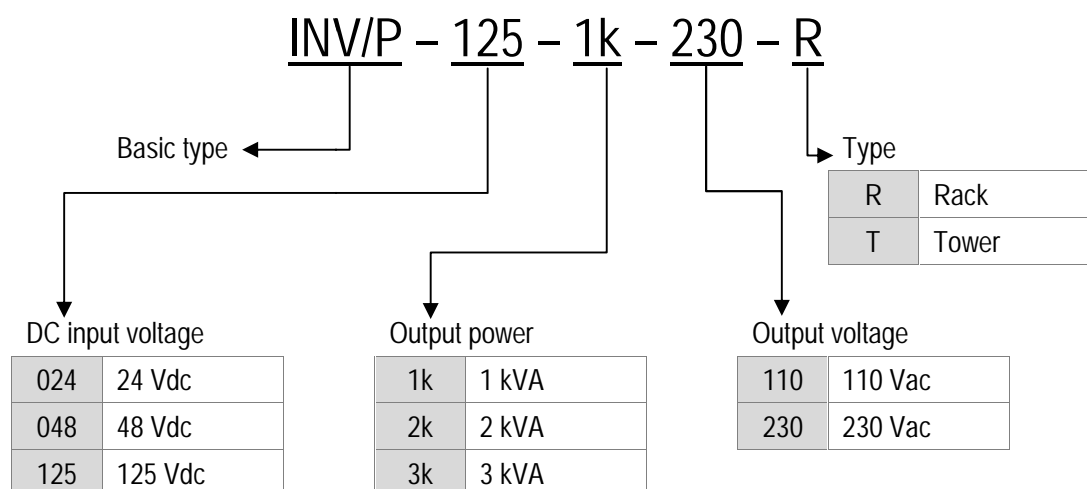 INV/P – 125 – 1k – 230 – R
Basic type
Type
R Rack
T Tower
DC input voltage
024 24 Vdc
048 48 Vdc
125 125 Vdc
Output power
1k 1 kVA
2k 2 kVA
3k 3 kVA
Output voltage
110 110 Vac
230 230 Vac